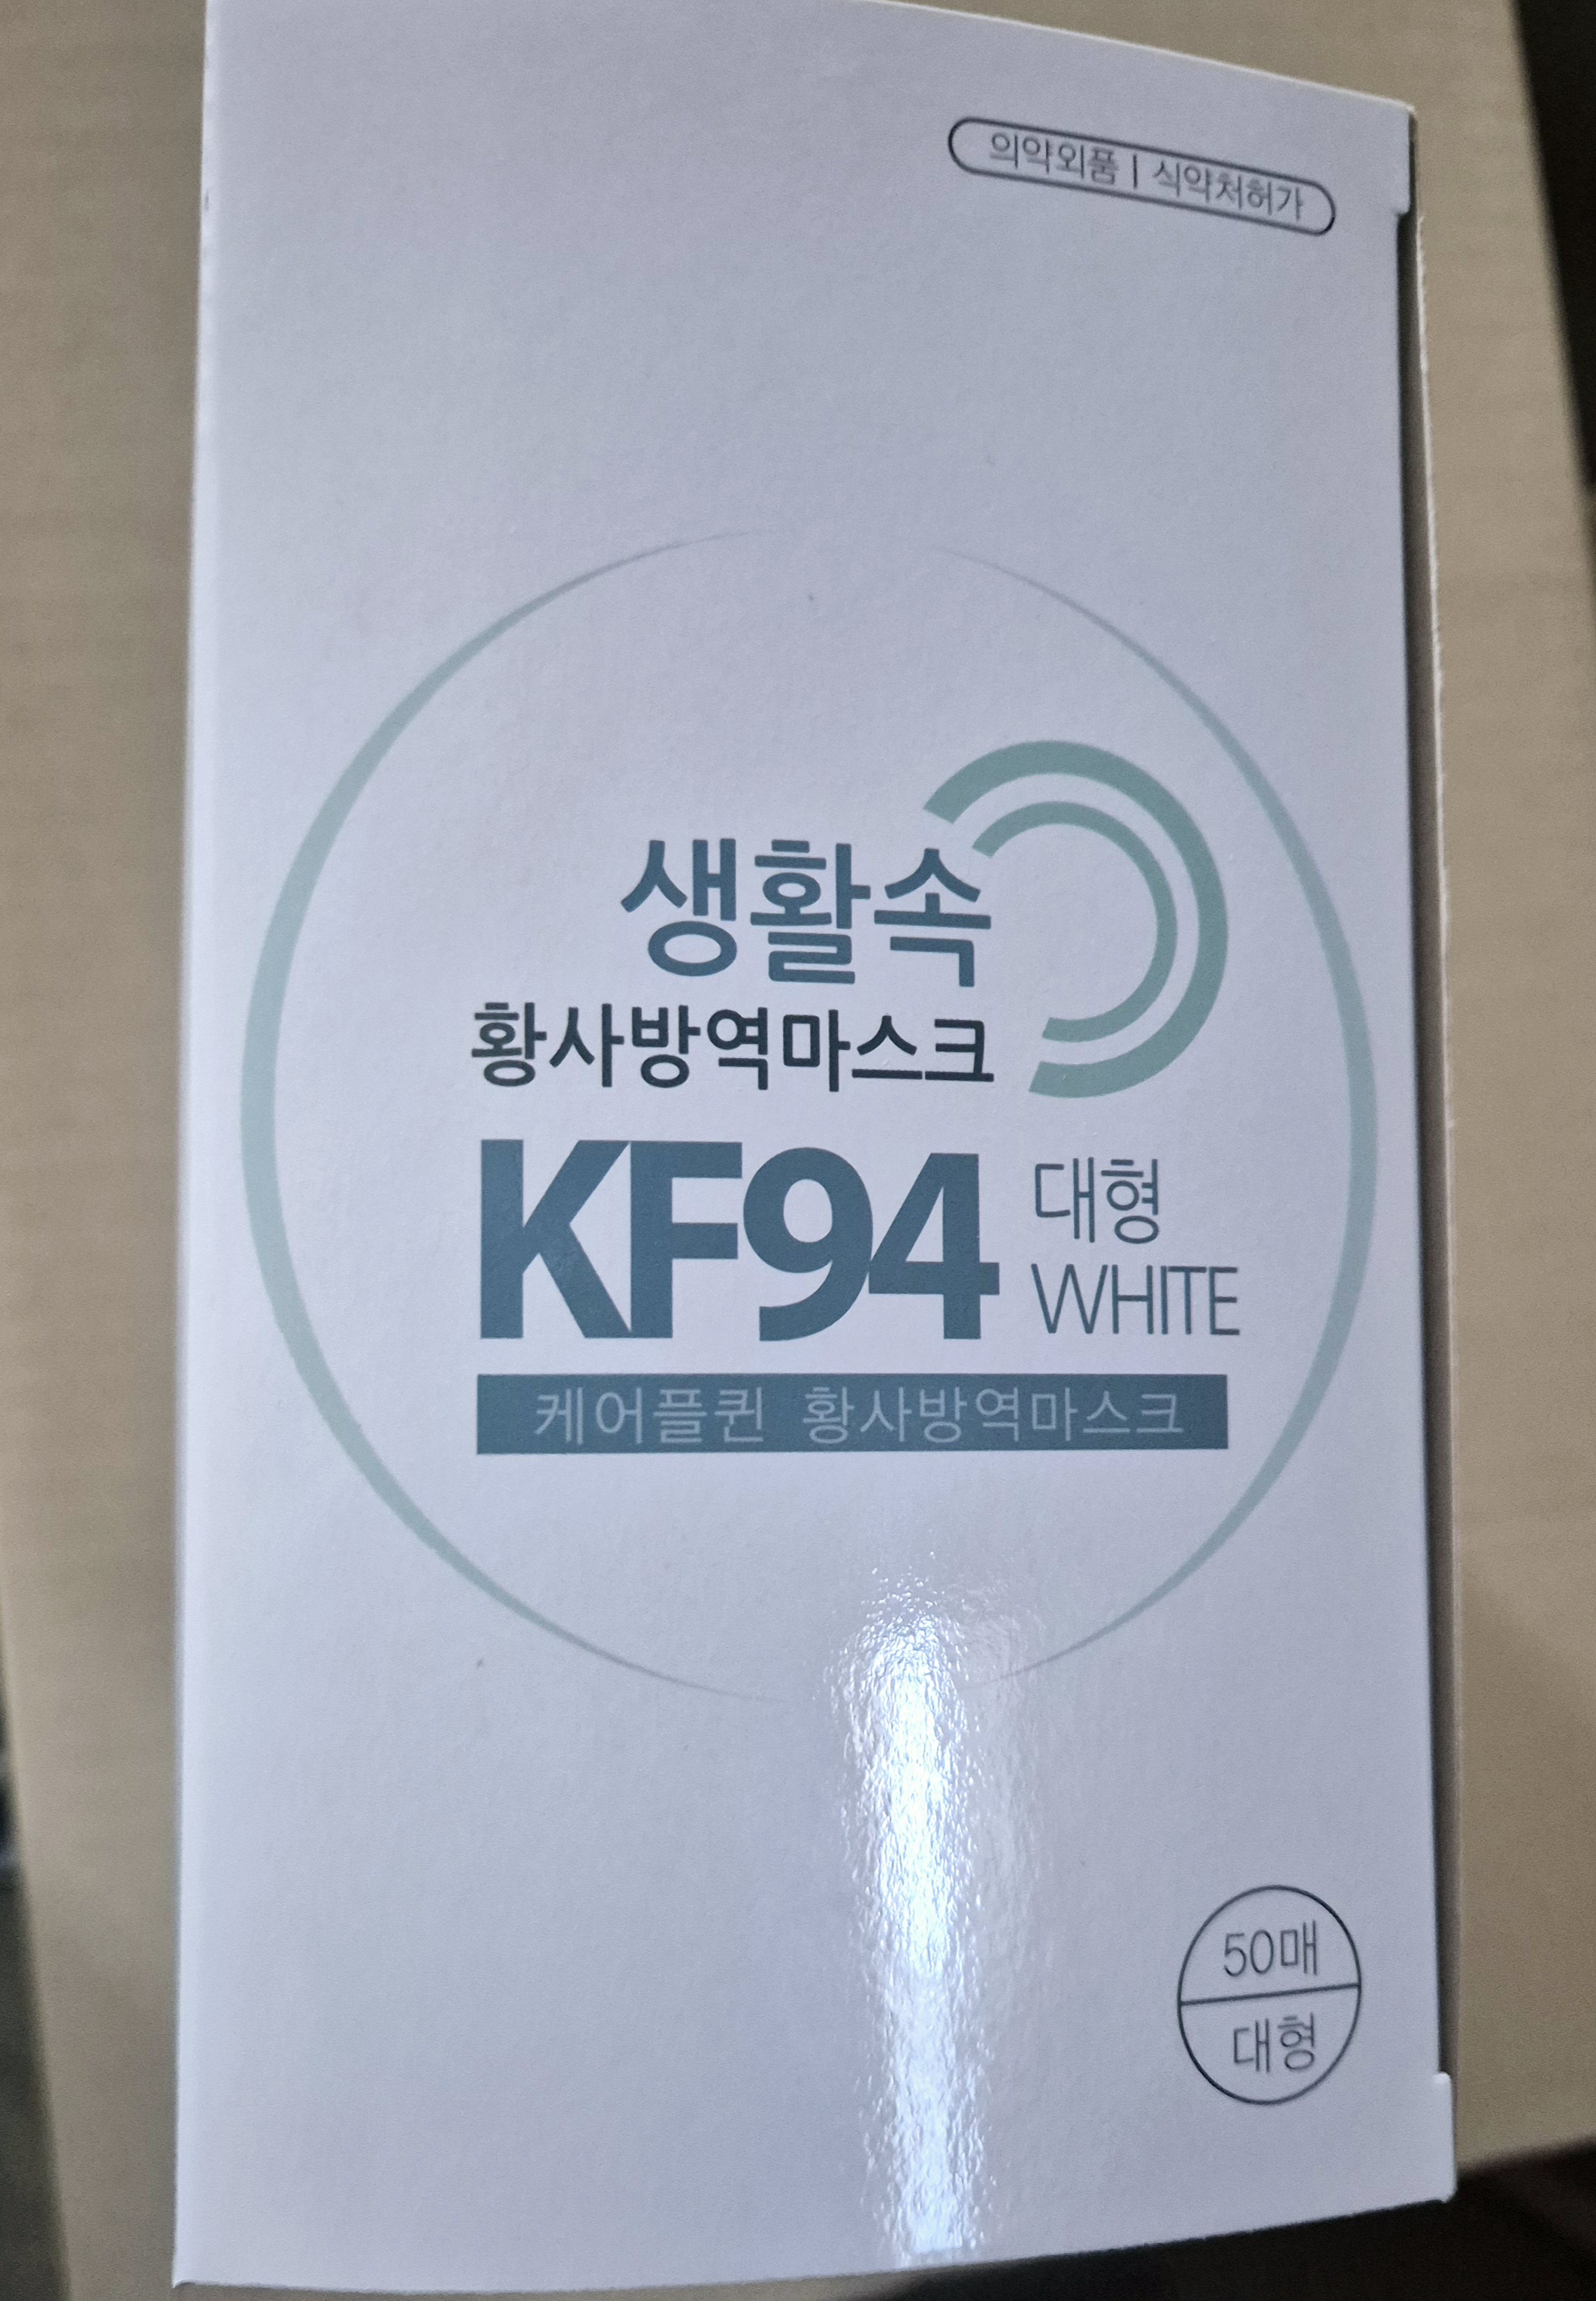 의약외품 | 식약처허가
생활속
황사방역마스크
KF94 대형
WHITE
케어플퀸 황사방역마스크
50매
대형